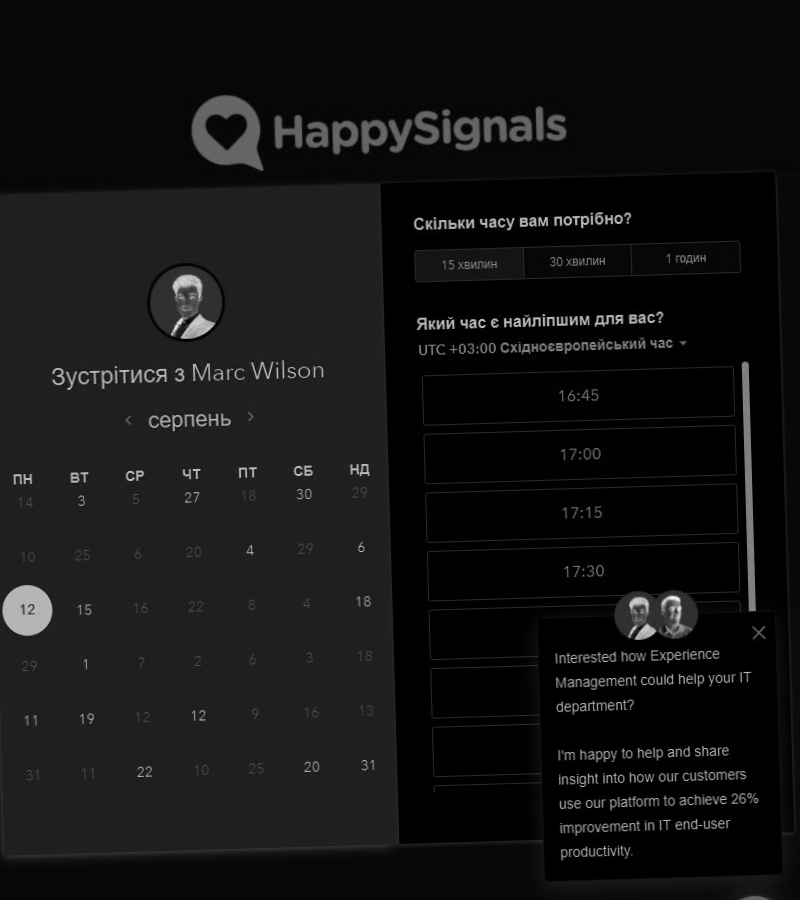 HappySignals
Зустрітися з Marc Wilson
серпень
ПН ВТ СР ЧТ ПТ СБ НД
14 3 5 27 18 30 29
10 25 6 20 4 29 6
12 15 16 22 8 4 18
29 1 7 2 6 3 18
11 19 12 12 9 16 13
31 11 22 10 25 20 31
Скільки часу вам потрібно?
15 хвилин 30 хвилин 1 годин
Який час є найліпшим для вас?
UTC +03:00 Східноєвропейський час
16:45
17:00
17:15
17:30
Interested how Experience
Management could help your IT
department?
I'm happy to help and share
insight into how our customers
use our platform to achieve 26%
improvement in IT end-user
productivity.